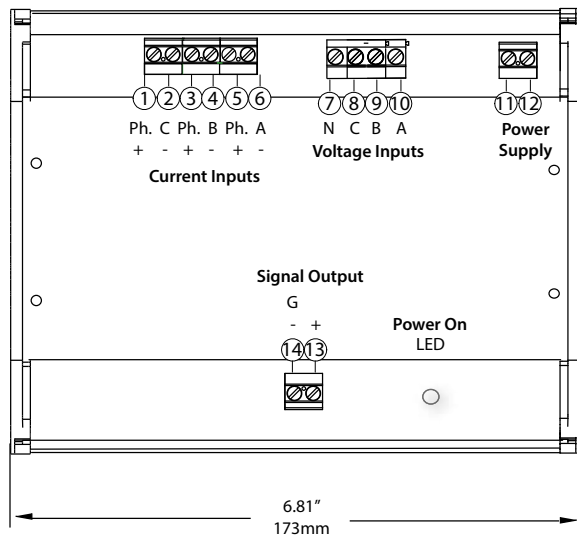 1 2 3 4 5 6
Ph. C Ph. B Ph. A
+ - + - + -
Current Inputs
7 8 9 10
N C B A
Voltage Inputs
11 12
Power
Supply
Signal Output
G
- +
14 13
Power On
LED
6.81”
173mm